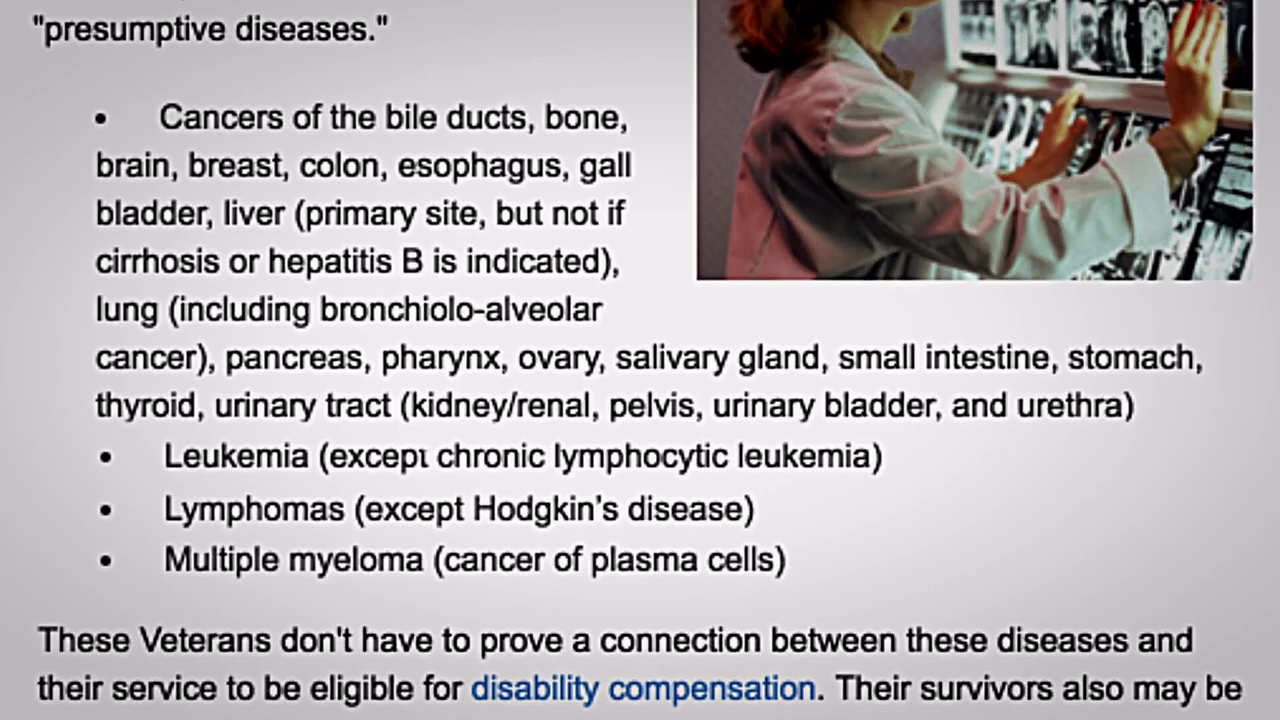 "presumptive diseases."
• Cancers of the bile ducts, bone,
brain, breast, colon, esophagus, gall
bladder, liver (primary site, but not if
cirrhosis or hepatitis B is indicated),
lung (including bronchiolo-alveolar
cancer), pancreas, pharynx, ovary, salivary gland, small intestine, stomach,
thyroid, urinary tract (kidney/renal, pelvis, urinary bladder, and urethra)
• Leukemia (except chronic lymphocytic leukemia)
• Lymphomas (except Hodgkin’s disease)
• Multiple myeloma (cancer of plasma cells)
These Veterans don't have to prove a connection between these diseases and
their service to be eligible for disability compensation. Their survivors also may be